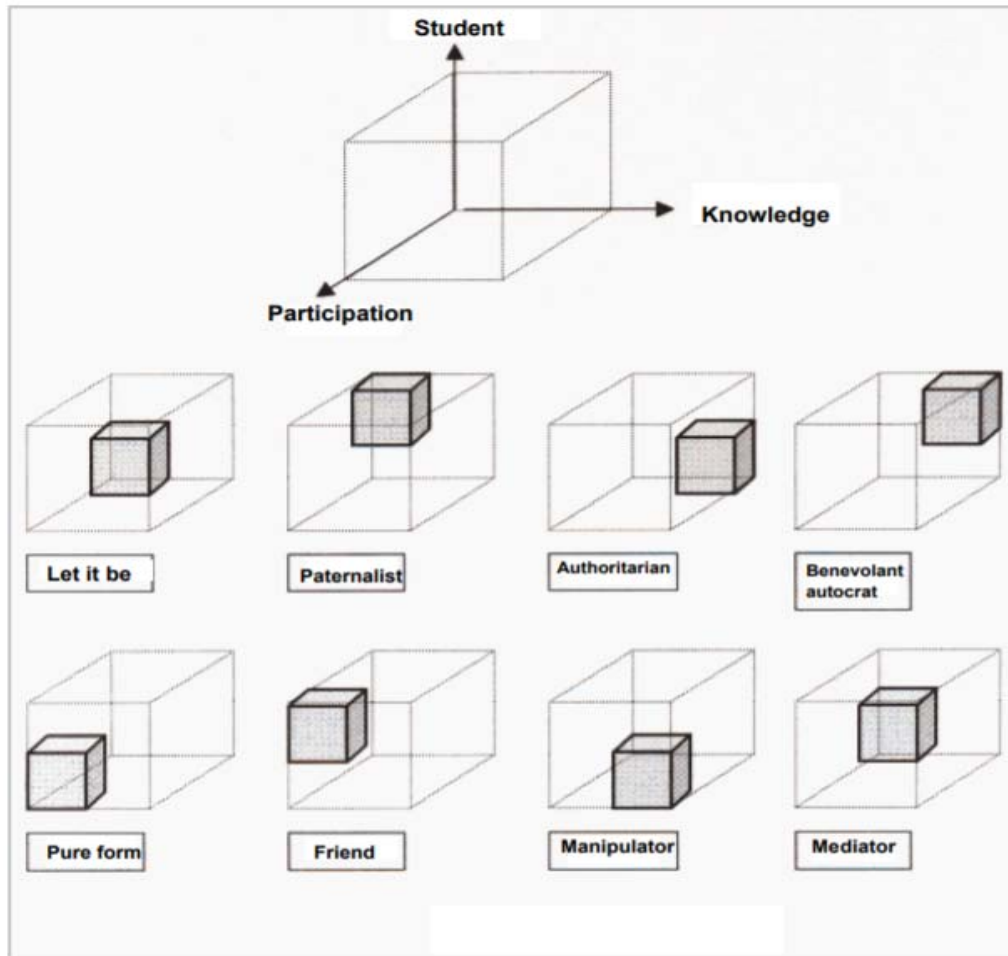 Student
Knowledge
Participation
Let it be
Paternalist
Authoritarian
Benevolant
autocrat
Pure form
Friend
Manipulator
Mediator